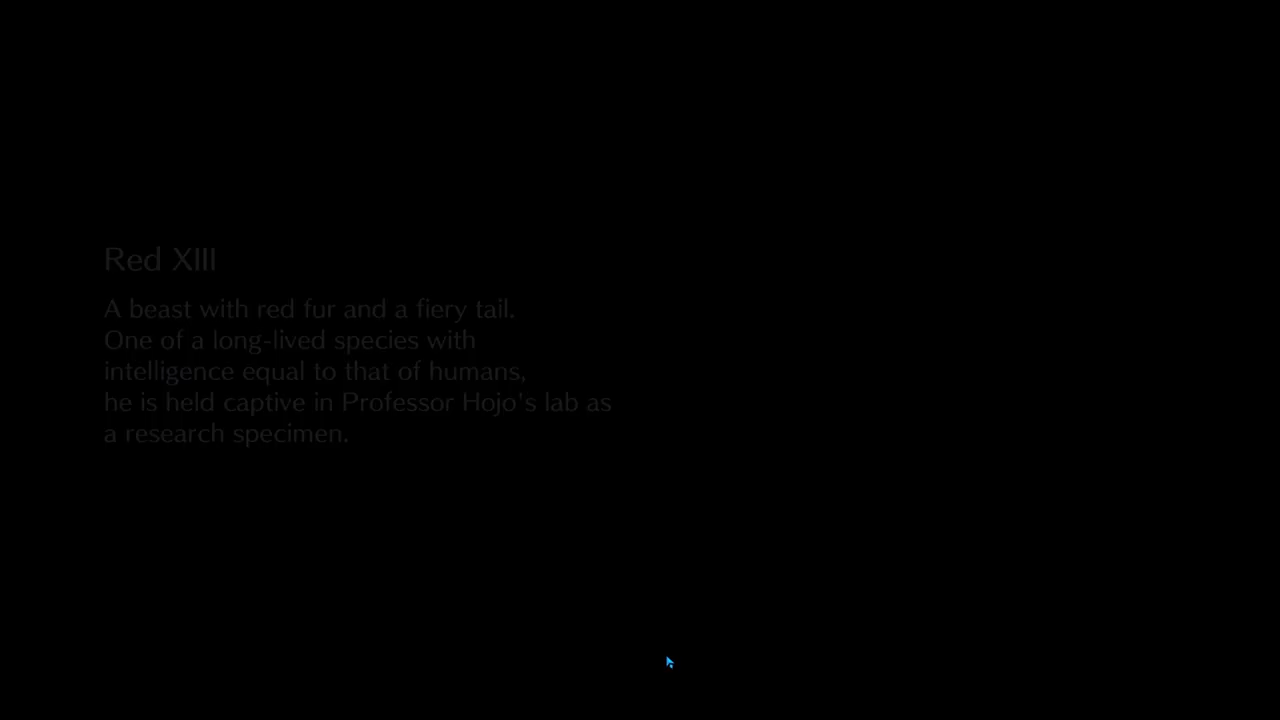 Red XIII
A beast with red fur and a fiery tail.
One of a long-lived species with
intelligence equal to that of humans,
he is held captive in Professor Hojo's lab as
a research specimen.